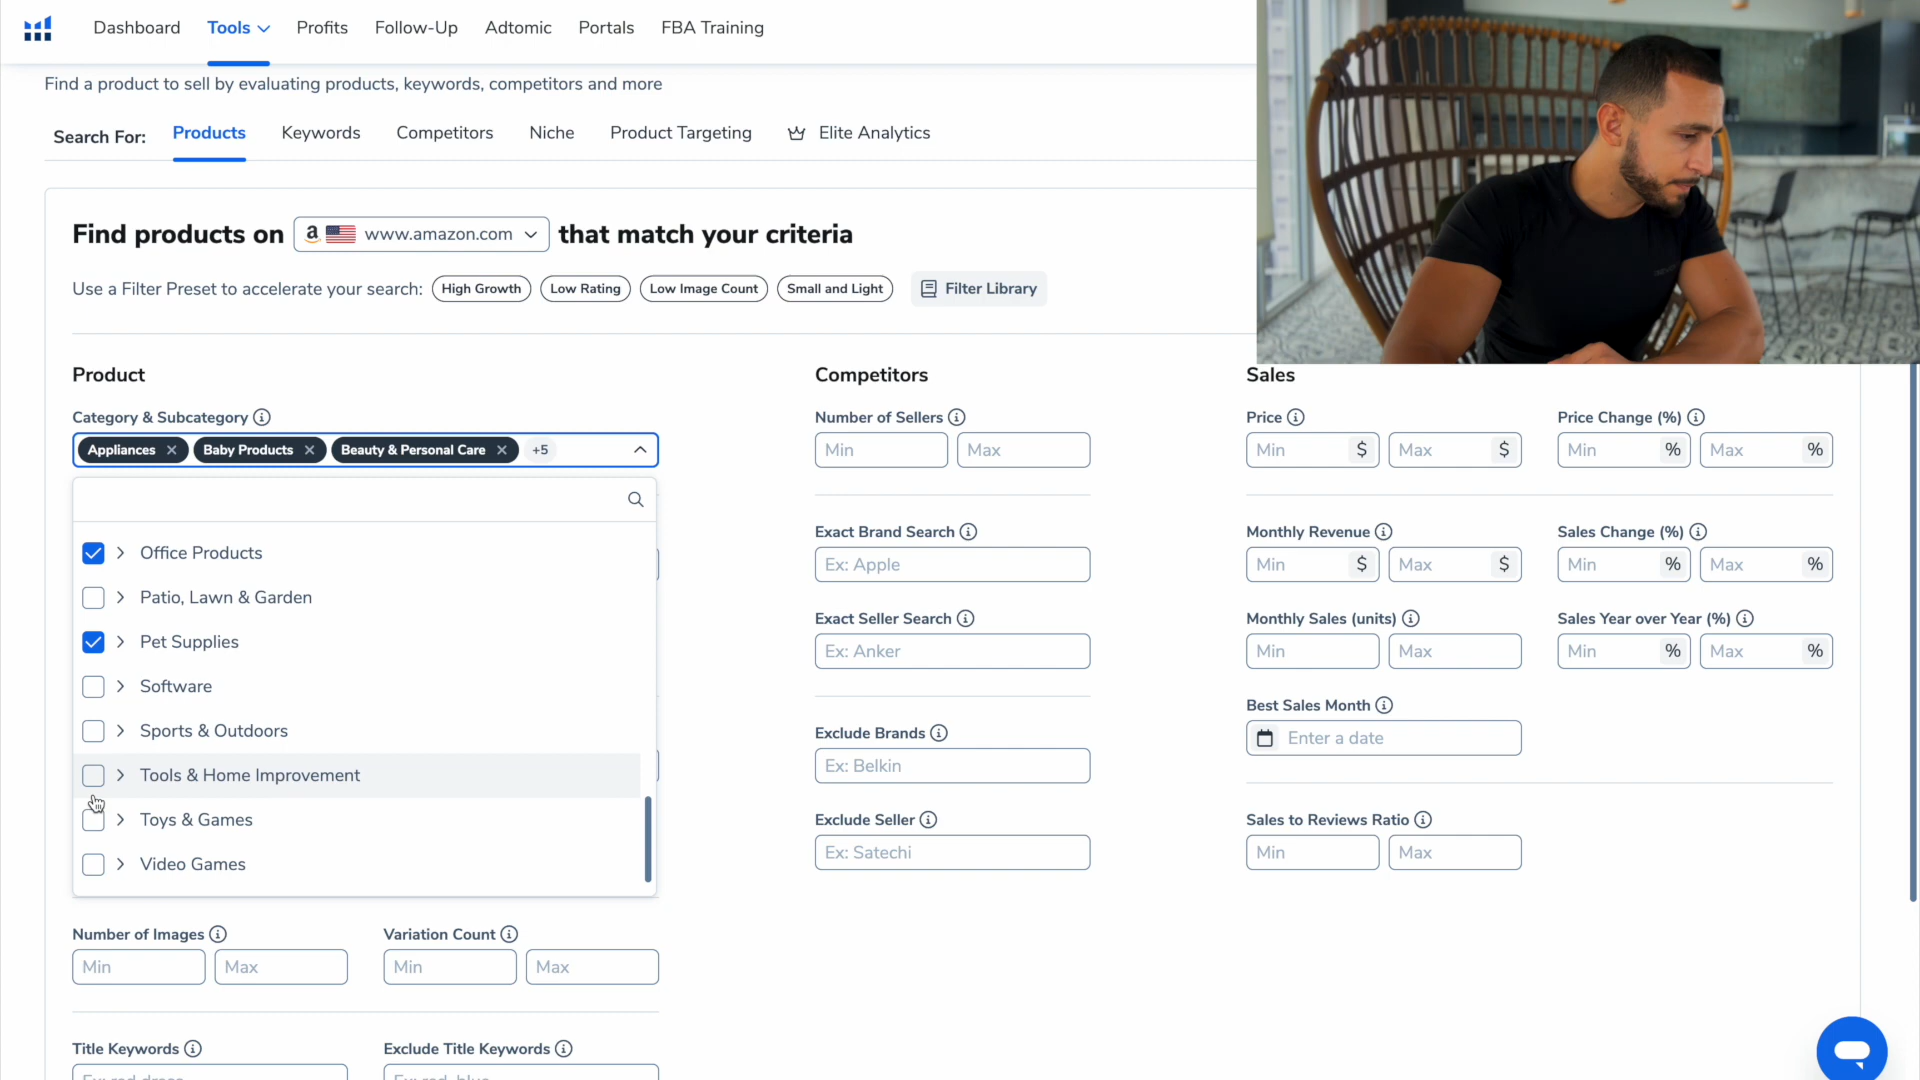 Dashboard Tools Profits Follow-Up Adtomic Portals FBA Training
Find a product to sell by evaluating products, keywords, competitors and more
Search For: Products Keywords Competitors Niche Product Targeting Elite Analytics
Find products on a www.amazon.com that match your criteria
Use a Filter Preset to accelerate your search: High Growth Low Rating Low Image Count Small and Light Filter Library
Product
Category & Subcategory
Appliances Baby Products Beauty & Personal Care +5
Office Products
Patio, Lawn & Garden
Pet Supplies
Software
Sports & Outdoors
Tools & Home Improvement
Toys & Games
Video Games
Number of Images Variation Count
Min Max Min Max
Title Keywords Exclude Title Keywords
Ex: red dress Ex: red, blue
Competitors
Number of Sellers
Min Max
Exact Brand Search
Ex: Apple
Exact Seller Search
Ex: Anker
Exclude Brands
Ex: Belkin
Exclude Seller
Ex: Satechi
Sales
Price Price Change (%)
Min $ Max $ Min % Max %
Monthly Revenue Sales Change (%)
Min $ Max $ Min % Max %
Monthly Sales (units) Sales Year over Year (%)
Min Max Min % Max %
Best Sales Month
Enter a date
Sales to Reviews Ratio
Min Max